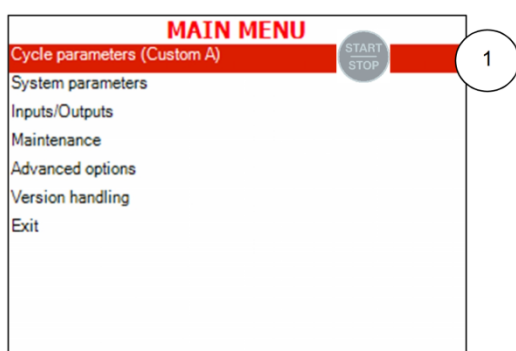 MAIN MENU
Cycle parameters (Custom A)
START
STOP
1
System parameters
Inputs/Outputs
Maintenance
Advanced options
Version handling
Exit